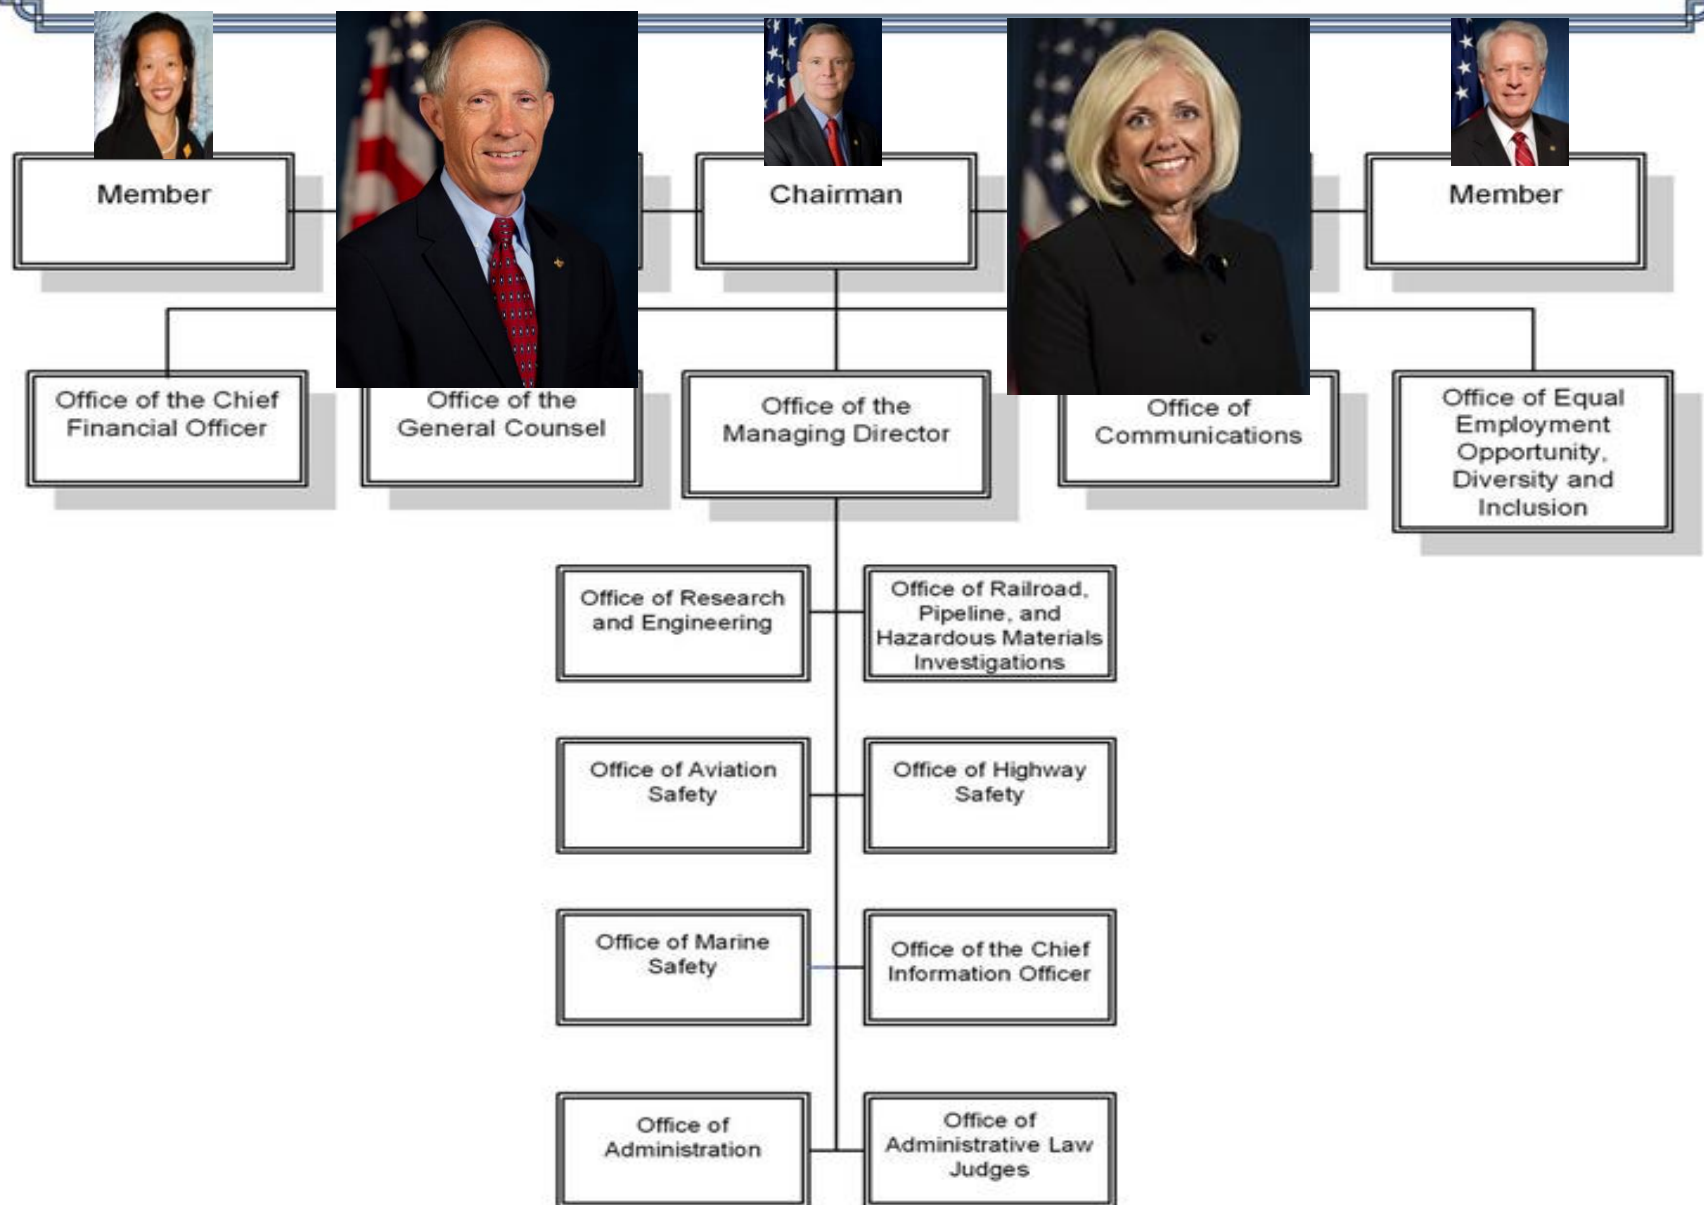 Member
Chairman
Member
Office of the Chief
Financial Officer
Office of the
General Counsel
Office of the
Managing Director
Office of
Communications
Office of Equal
Employment
Opportunity,
Diversity and
Inclusion
Office of Research
and Engineering
Office of Railroad,
Pipeline, and
Hazardous Materials
Investigations
Office of Aviation
Safety
Office of Highway
Safety
Office of Marine
Safety
Office of the Chief
Information Officer
Office of
Administration
Office of
Administrative Law
Judges